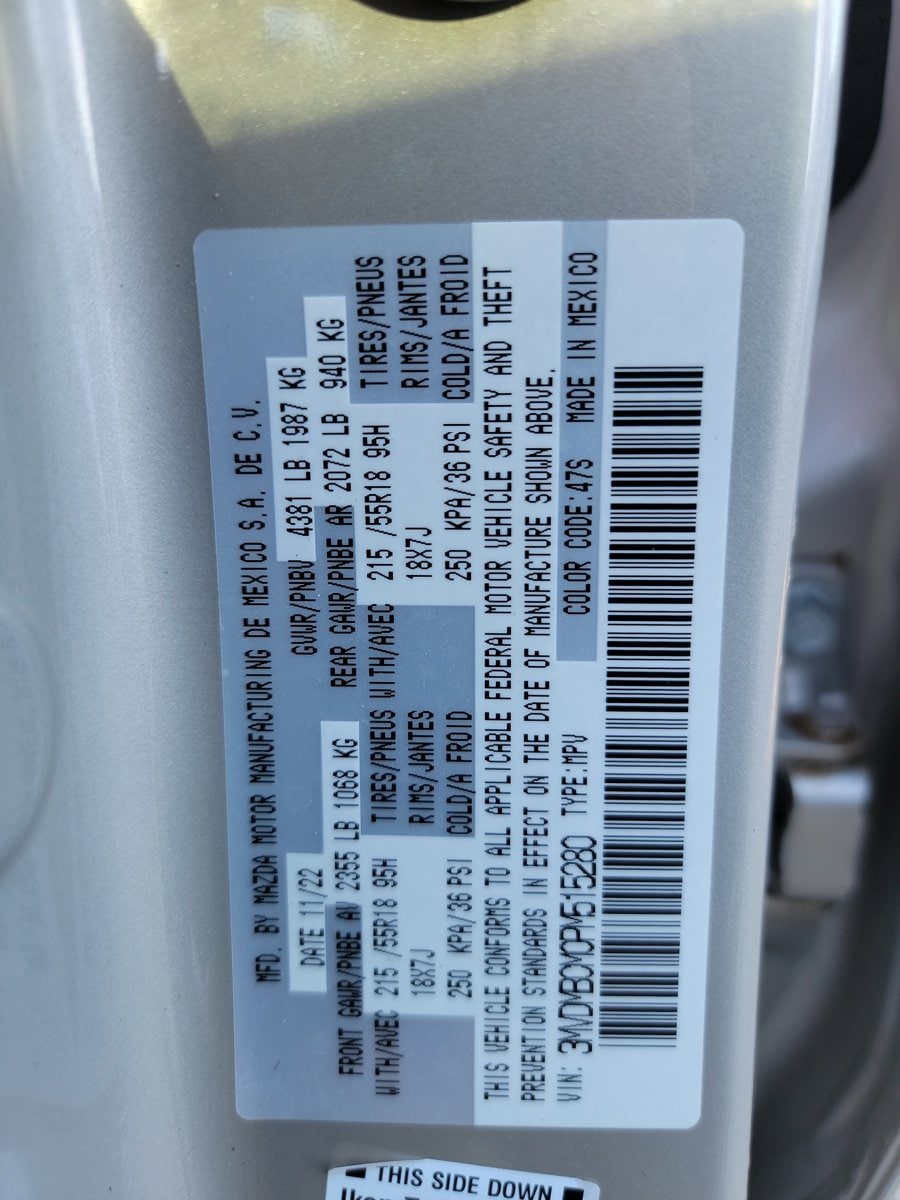 MFD. BY MAZDA MOTOR MANUFACTURING DE MEXICO S.A. DE C.V.
DATE 11/22 GVWR/PNBV 4381 LB 1987 KG
FRONT GAWR/PNBE AV 2355 LB 1068 KG REAR GAWR/PNBE AR 2072 LB 940 KG
WITH/AVEC 215 /55R18 95H TIRES/PNEUS WITH/AVEC 215 /55R18 95H TIRES/PNEUS
18X7J RIMS/JANTES 18X7J RIMS/JANTES
250 KPA/36 PSI COLD/A FROID 250 KPA/36 PSI COLD/A FROID
THIS VEHICLE CONFORMS TO ALL APPLICABLE FEDERAL MOTOR VEHICLE SAFETY AND THEFT
PREVENTION STANDARDS IN EFFECT ON THE DATE OF MANUFACTURE SHOWN ABOVE.
VIN: 3MVDMBCM0PM515280 TYPE:MPV COLOR CODE:47S MADE IN MEXICO
THIS SIDE DOWN